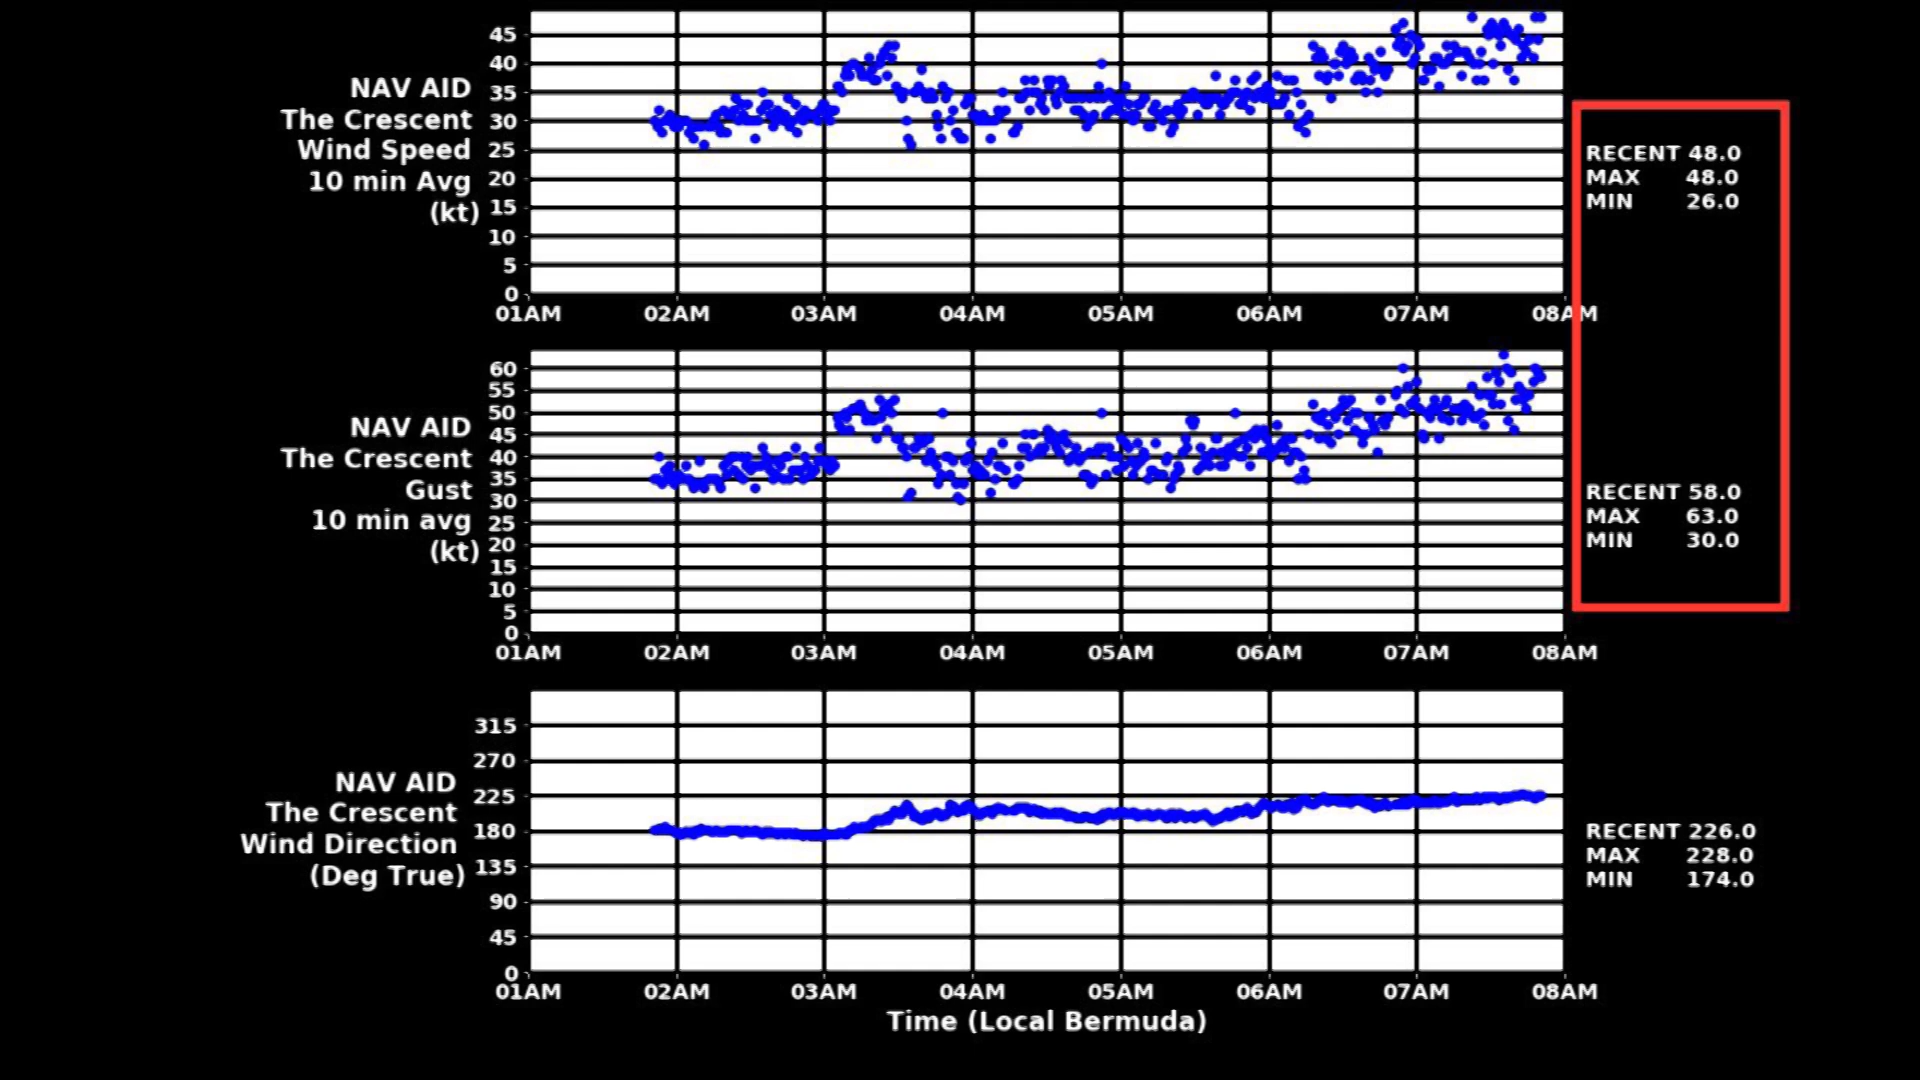 NAV AID
The Crescent
Wind Speed
10 min Avg
(kt)
45
40
35
30
25
20
15
10
5
0
01AM 02AM 03AM 04AM 05AM 06AM 07AM 08AM
RECENT 48.0
MAX 48.0
MIN 26.0
NAV AID
The Crescent
Gust
10 min avg
(kt)
60
55
50
45
40
35
30
25
20
15
10
5
0
01AM 02AM 03AM 04AM 05AM 06AM 07AM 08AM
RECENT 58.0
MAX 63.0
MIN 30.0
NAV AID
The Crescent
Wind Direction
(Deg True)
315
270
225
180
135
90
45
0
01AM 02AM 03AM 04AM 05AM 06AM 07AM 08AM
RECENT 226.0
MAX 228.0
MIN 174.0
Time (Local Bermuda)